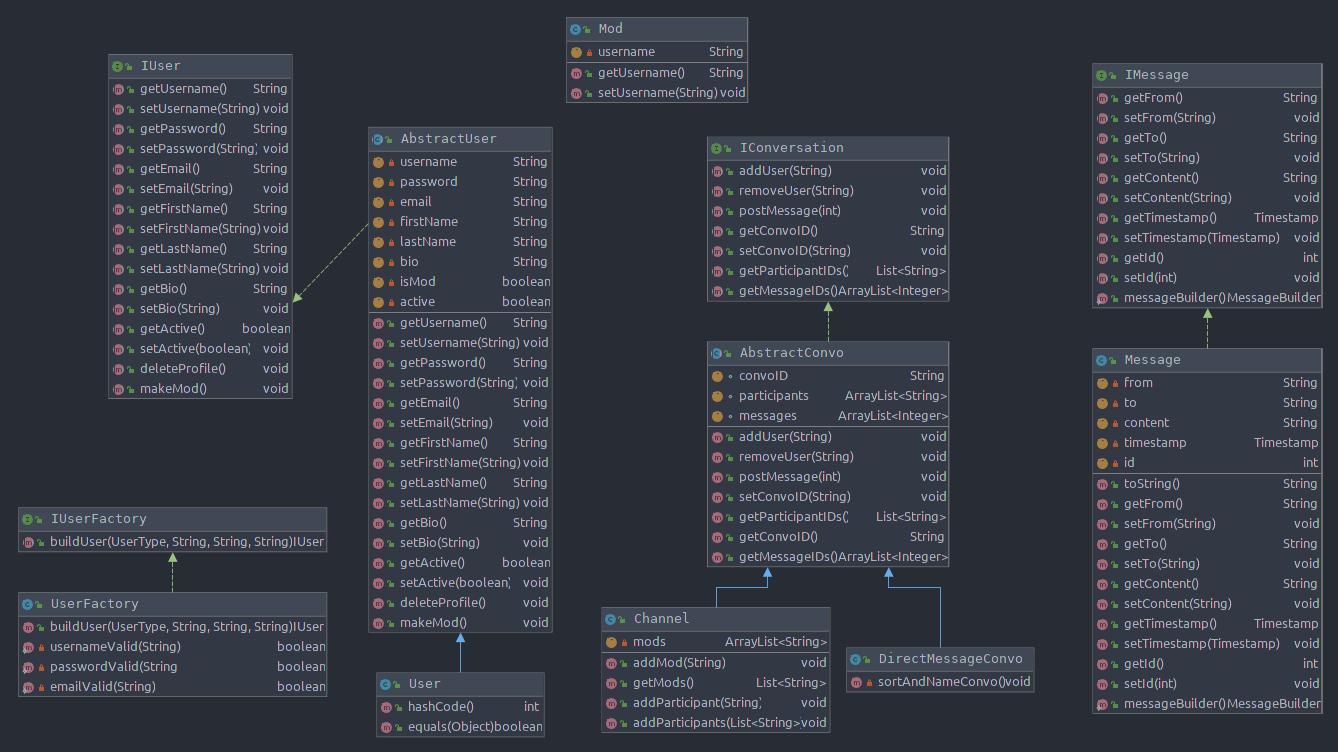 IUser
getUsername() String
setUsername(String) void
getPassword() String
setPassword(String) void
getEmail() String
setEmail(String) void
getFirstName() String
setFirstName(String) void
getLastName() String
setLastName(String) void
getBio() String
setBio(String) void
getActive() boolean
setActive(boolean) void
deleteProfile() void
makeMod() void
IUserFactory
buildUser(UserType, String, String, String)IUser
UserFactory
buildUser(UserType, String, String, String)IUser
usernameValid(String) boolean
passwordValid(String boolean
emailValid(String) boolean
AbstractUser
username String
password String
email String
firstName String
lastName String
bio String
isMod boolean
active boolean
getUsername() String
setUsername(String) void
getPassword() String
setPassword(String) void
getEmail() String
setEmail(String) void
getFirstName() String
setFirstName(String) void
getLastName() String
setLastName(String) void
getBio() String
setBio(String) void
getActive() boolean
setActive(boolean) void
deleteProfile() void
makeMod() void
User
hashCode() int
equals(Object)boolean
Mod
username String
getUsername() String
setUsername(String) void
IConversation
addUser(String) void
removeUser(String) void
postMessage(int) void
getConvoID() String
setConvoID(String) void
getParticipantIDs() List<String>
getMessageIDs()ArrayList<Integer>
AbstractConvo
convoID String
participants ArrayList<String>
messages ArrayList<Integer>
addUser(String) void
removeUser(String) void
postMessage(int) void
setConvoID(String) void
getParticipantIDs() List<String>
getConvoID() String
getMessageIDs()ArrayList<Integer>
Channel
mods ArrayList<String>
addMod(String) void
getMods() List<String>
addParticipant(String) void
addParticipants(List<String>)void
DirectMessageConvo
sortAndNameConvo()void
IMessage
getFrom() String
setFrom(String) void
getTo() String
setTo(String) void
getContent() String
setContent(String) void
getTimestamp() Timestamp
setTimestamp(Timestamp) void
getId() int
setId(int) void
messageBuilder()MessageBuilder
Message
from String
to String
content String
timestamp Timestamp
id int
toString() String
getFrom() String
setFrom(String) void
getTo() String
setTo(String) void
getContent() String
setContent(String) void
getTimestamp() Timestamp
setTimestamp(Timestamp) void
getId() int
setId(int) void
messageBuilder()MessageBuilder